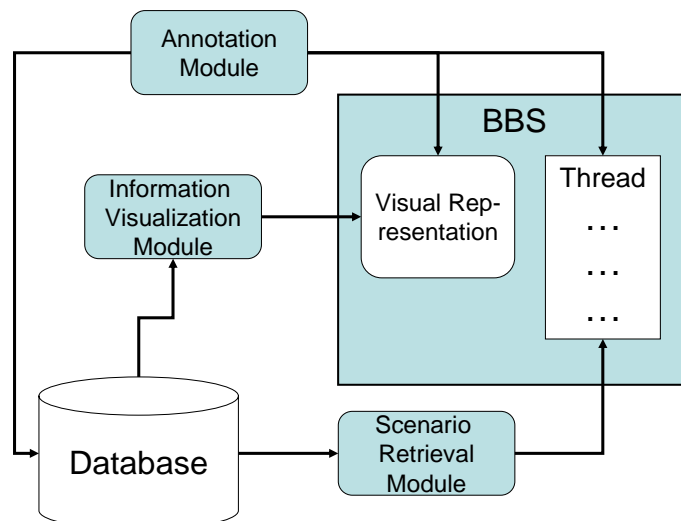 Annotation
Module
BBS
Information
Visualization
Module
Visual Rep-
resentation
Thread
...
...
...
Database
Scenario
Retrieval
Module